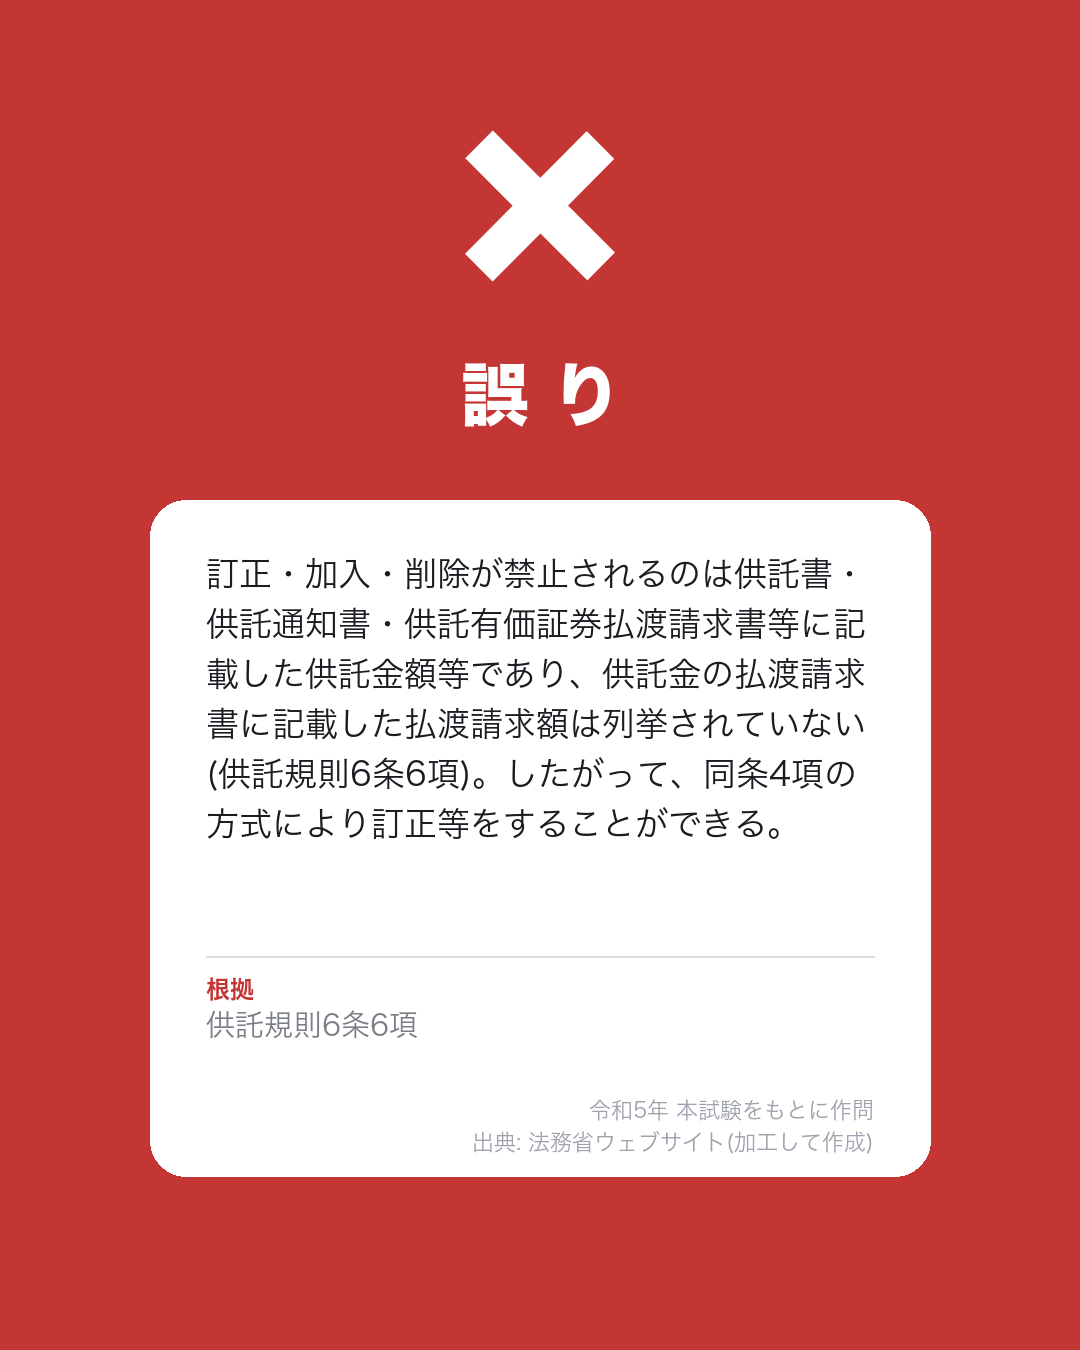 誤り
訂正・加入・削除が禁止されるのは供託書・
供託通知書・供託有価証券払渡請求書等に記
載した供託金額等であり、供託金の払渡請求
書に記載した払渡請求額は列挙されていない
(供託規則6条6項)。したがって、同条4項の
方式により訂正等をすることができる。
根拠
供託規則6条6項
令和5年 本試験をもとに作問
出典: 法務省ウェブサイト(加工して作成)